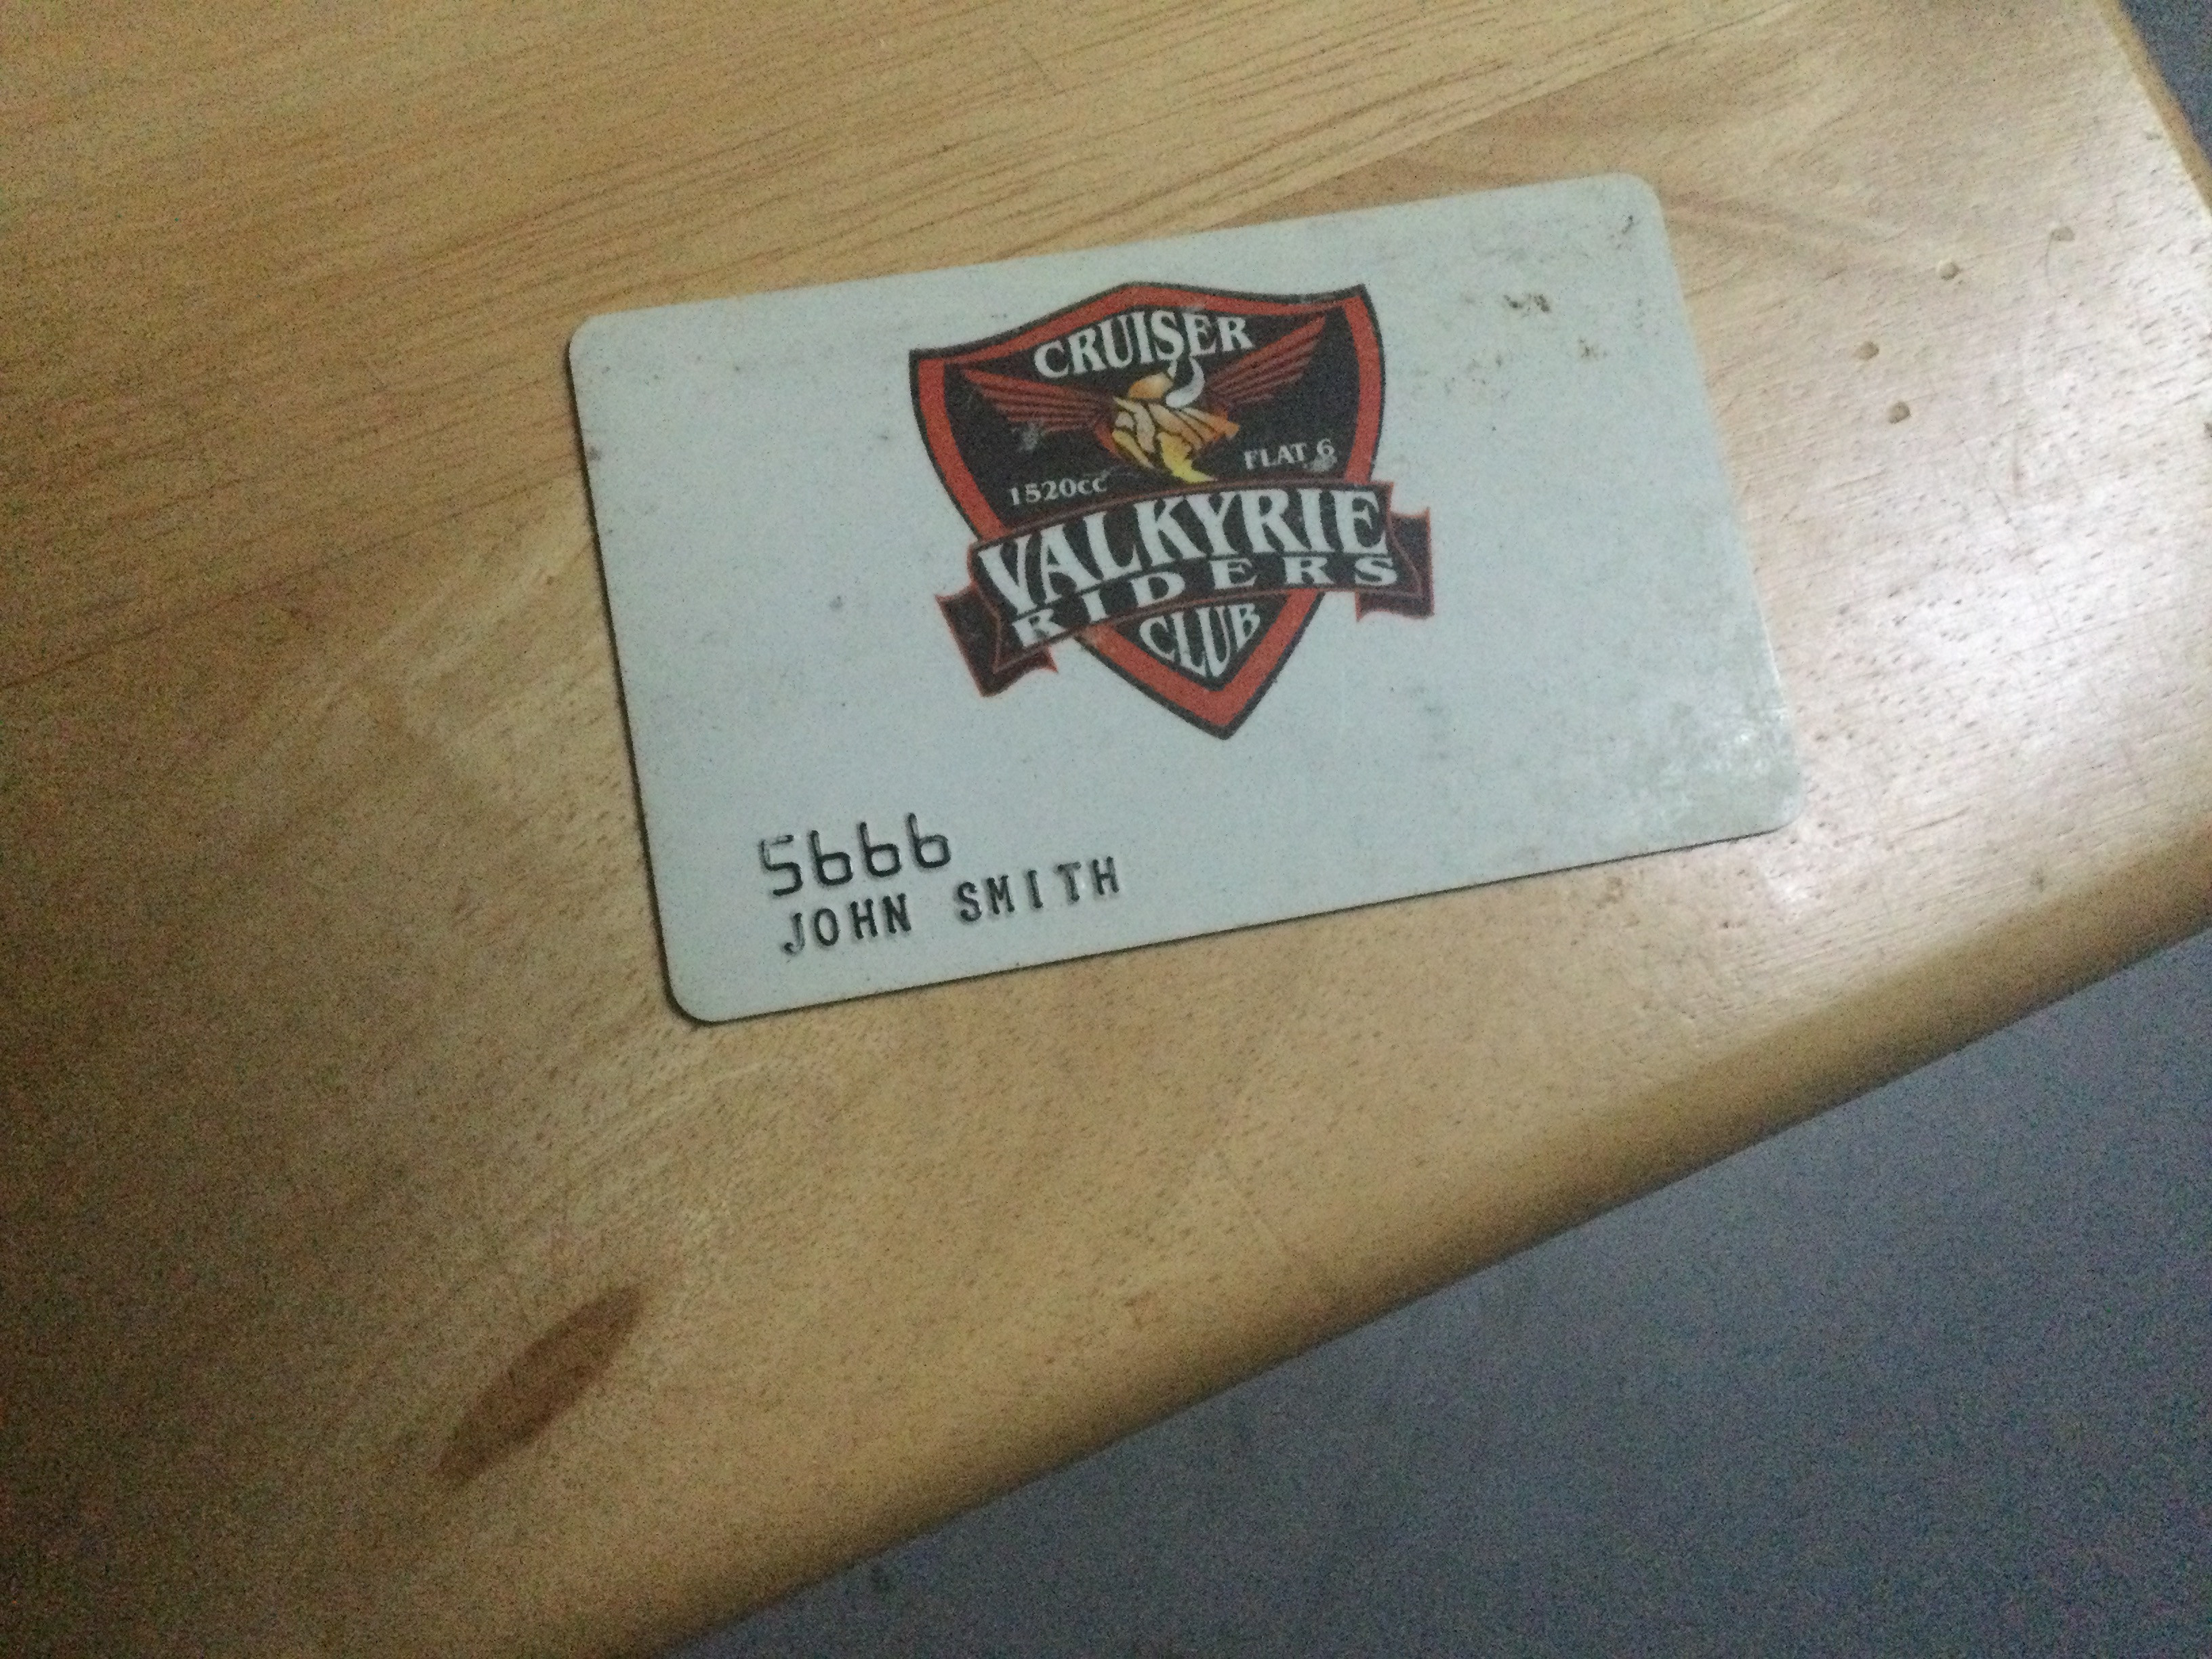 CRUISER
1520cc FLAT 6
VALKYRIE
RIDERS
CLUB
5666
JOHN SMITH